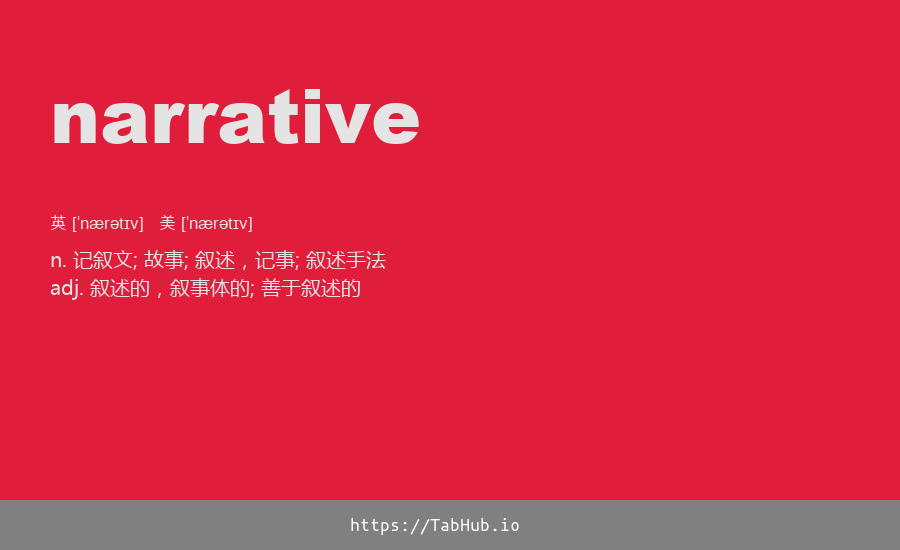 narrative
英 [ˈnærətɪv] 美 [ˈnærətɪv]
n. 记叙文; 故事; 叙述，记事; 叙述手法
adj. 叙述的，叙事体的; 善于叙述的
https://TabHub.io